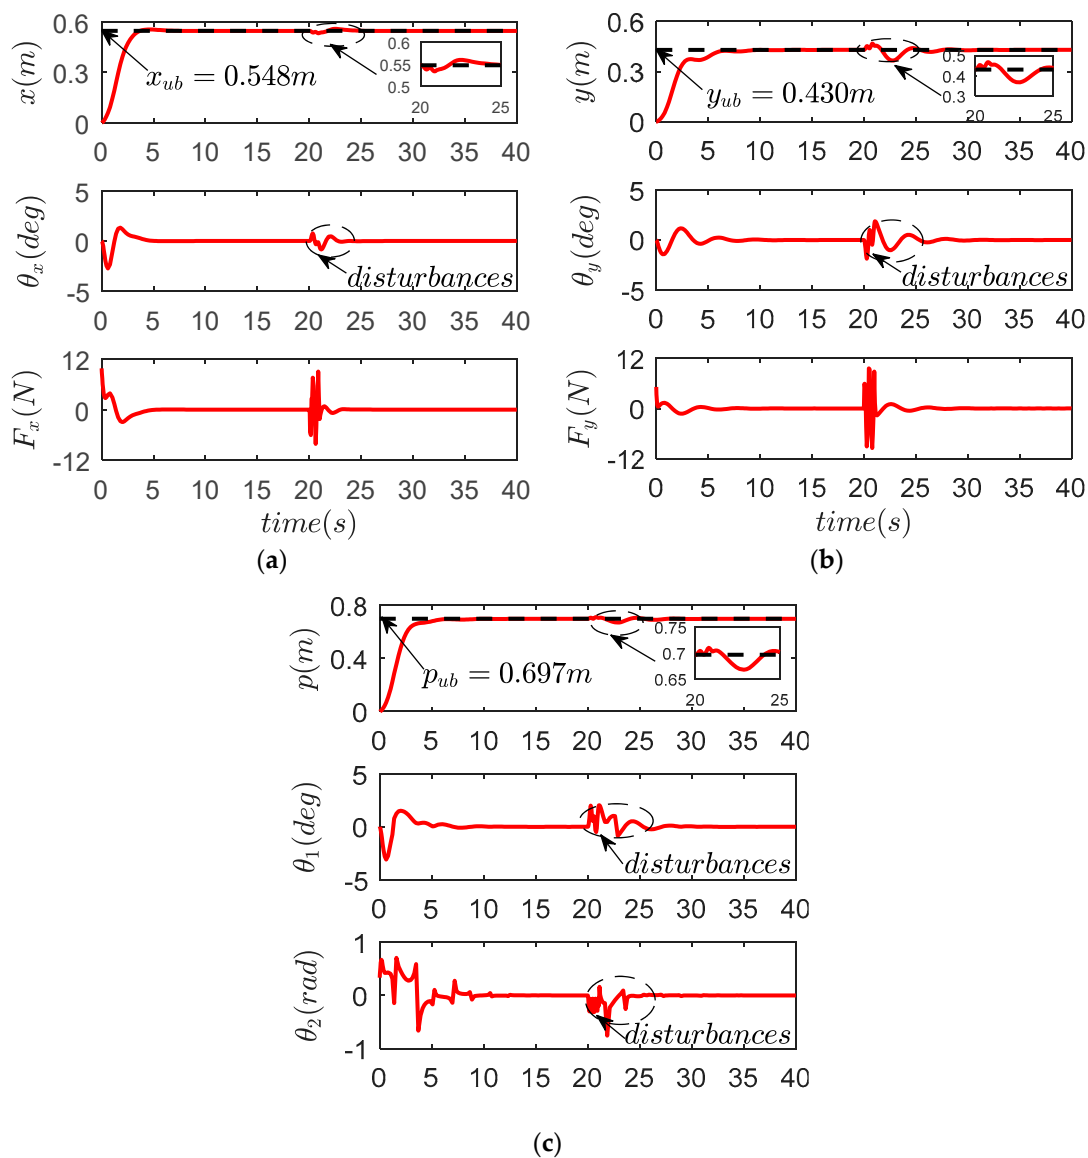 x(m)
0.6
0.3
0
x_ub = 0.548m
0.6
0.55
0.5
20 25
0 5 10 15 20 25 30 35 40
θ_x(deg)
5
0
-5
disturbances
0 5 10 15 20 25 30 35 40
F_x(N)
12
0
-12
0 5 10 15 20 25 30 35 40
time(s)
(a)
y(m)
0.6
0.3
0
y_ub = 0.430m
0.5
0.4
0.3
20 25
0 5 10 15 20 25 30 35 40
θ_y(deg)
5
0
-5
disturbances
0 5 10 15 20 25 30 35 40
F_y(N)
12
0
-12
0 5 10 15 20 25 30 35 40
time(s)
(b)
p(m)
0.8
0.4
0
p_ub = 0.697m
0.75
0.7
0.65
20 25
0 5 10 15 20 25 30 35 40
θ_1(deg)
5
0
-5
disturbances
0 5 10 15 20 25 30 35 40
θ_2(rad)
1
0
-1
disturbances
0 5 10 15 20 25 30 35 40
(c)